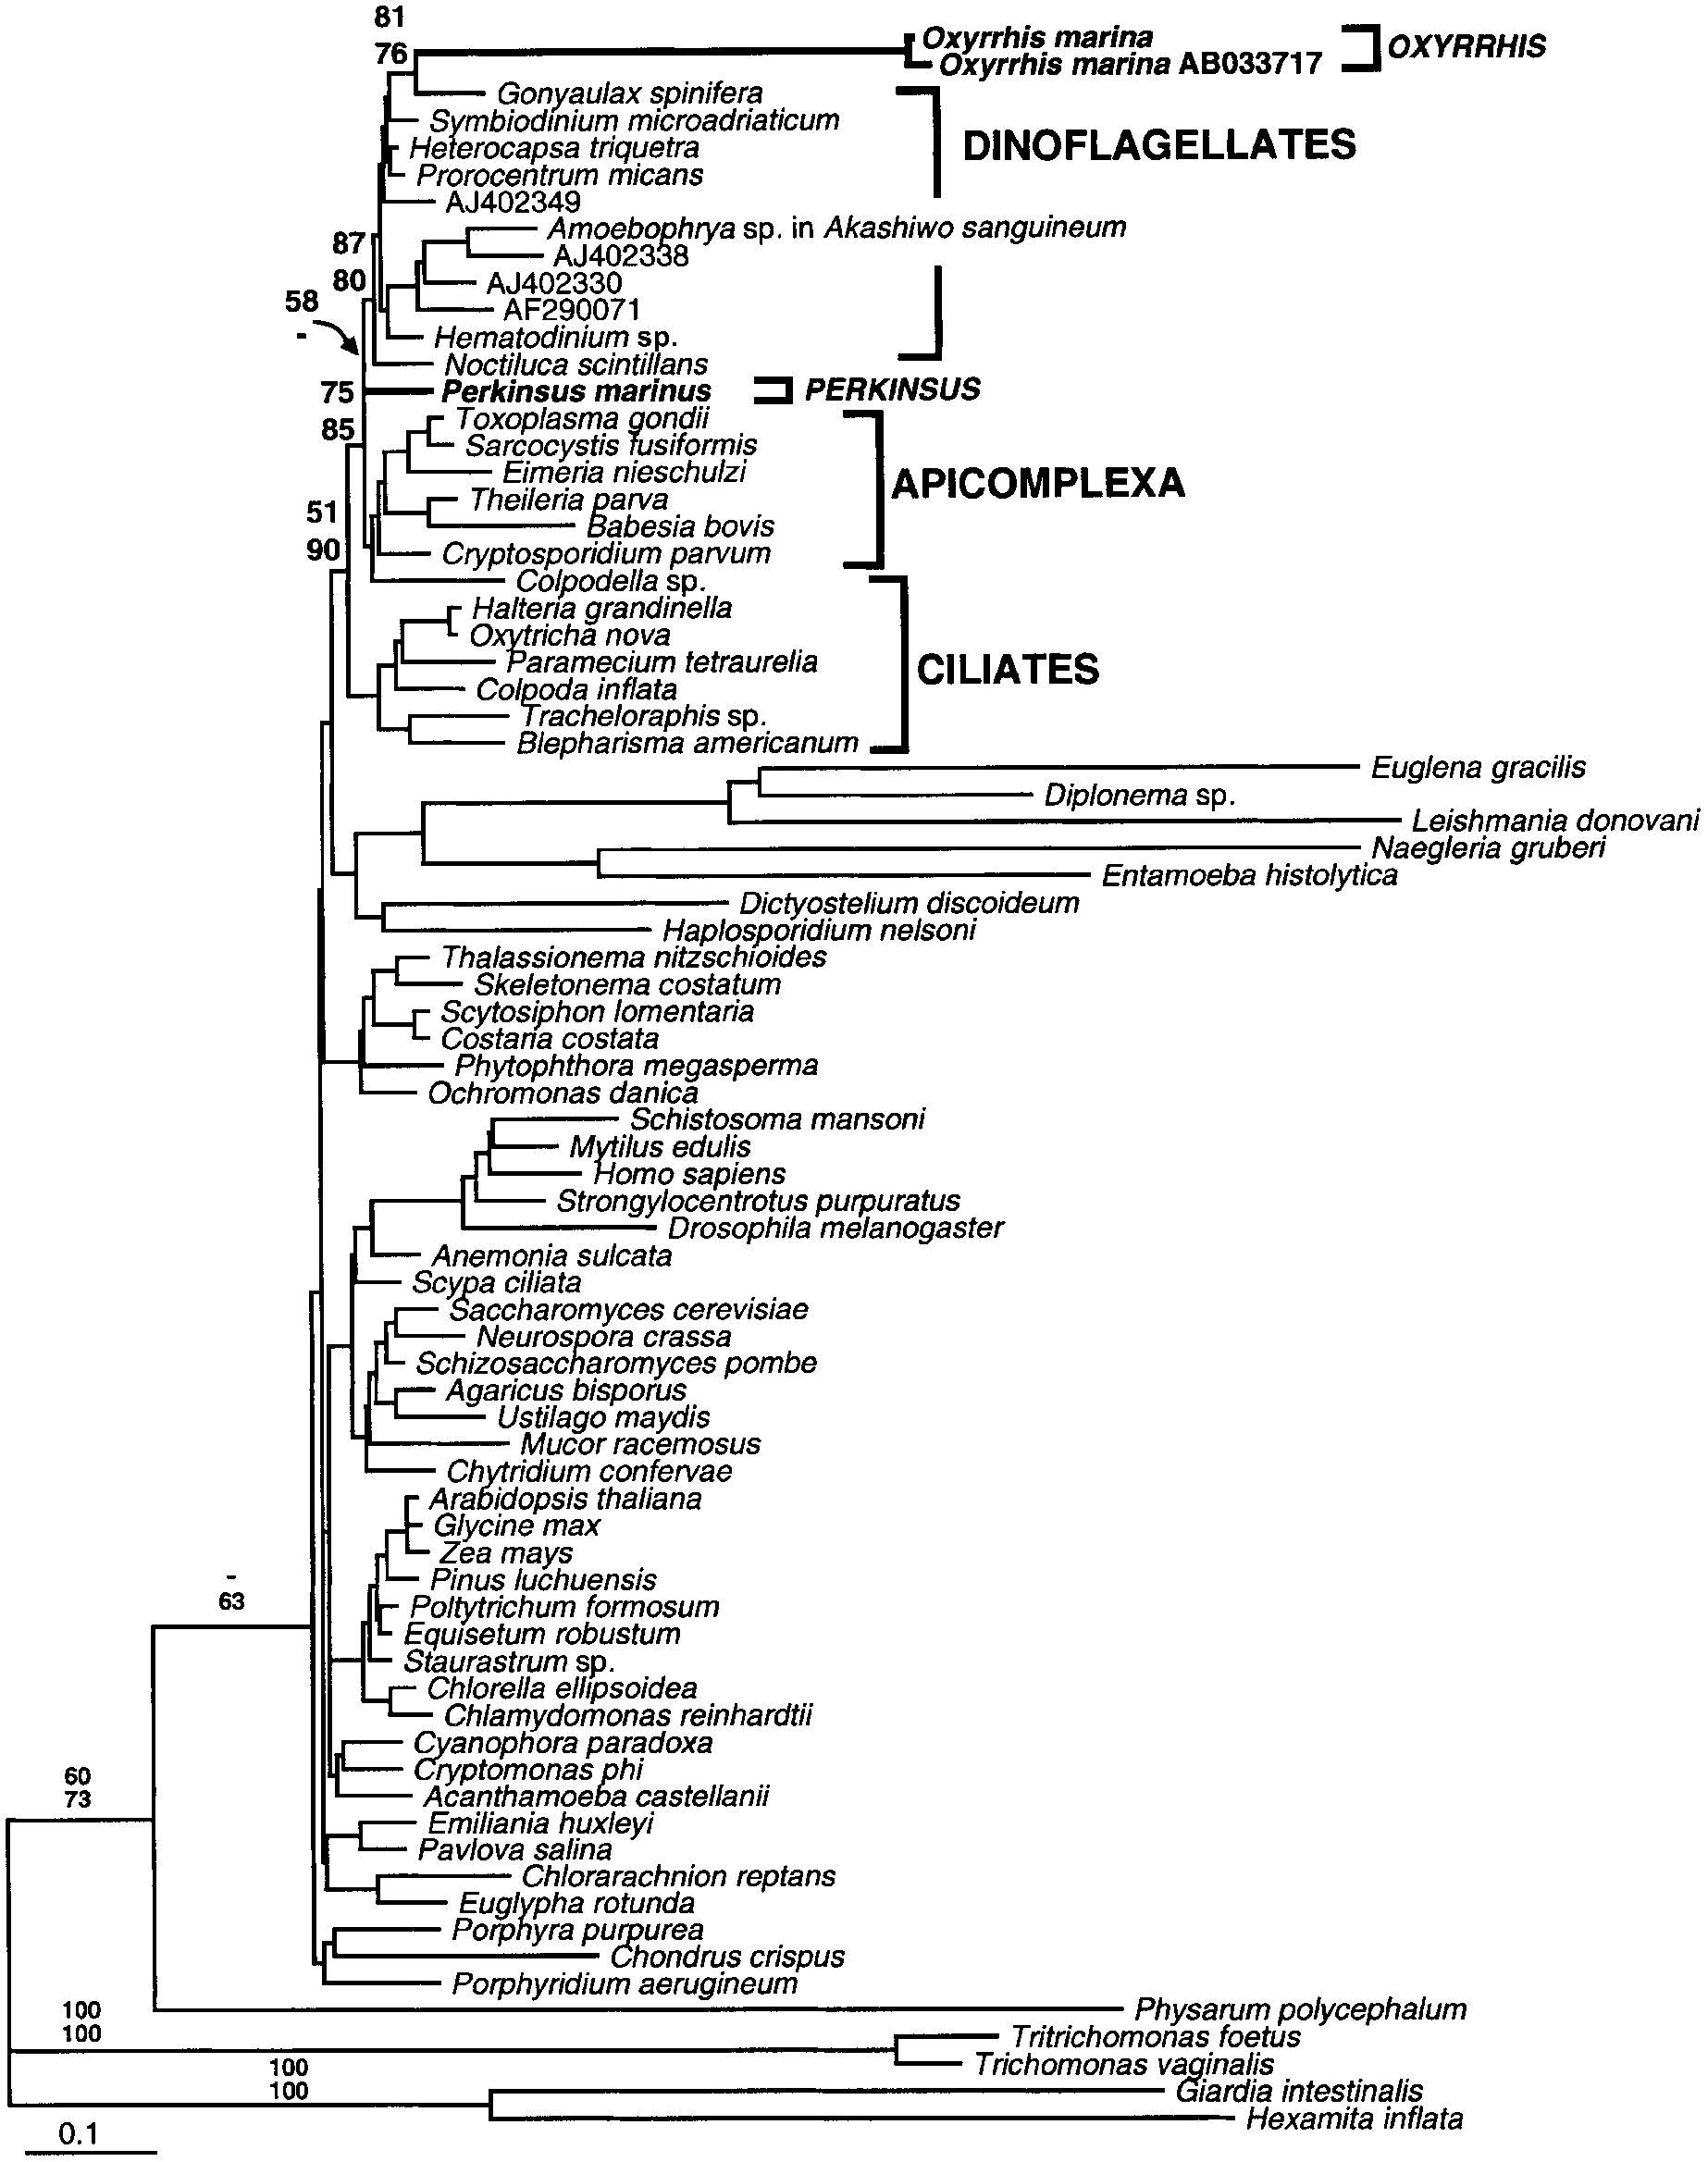 81
76
Oxyrrhis marina
Oxyrrhis marina AB033717
OXYRRHIS
Gonyaulax spinifera
Symbiodinium microadriaticum
DINOFLAGELLATES
Heterocapsa triquetra
Prorocentrum micans
AJ402349
Amoebophrya sp. in Akashiwo sanguineum
87
AJ402338
80
AJ402330
58
AF290071
-
Hematodinium sp.
Noctiluca scintillans
75
Perkinsus marinus
PERKINSUS
Toxoplasma gondii
85
Sarcocystis fusiformis
Eimeria nieschulzi
APICOMPLEXA
Theileria parva
51
Babesia bovis
90
Cryptosporidium parvum
Colpodella sp.
Halteria grandinella
Oxytricha nova
Paramecium tetraurelia
CILIATES
Colpoda inflata
Tracheloraphis sp.
Blepharisma americanum
Euglena gracilis
Diplonema sp.
Leishmania donovani
Naegleria gruberi
Entamoeba histolytica
Dictyostelium discoideum
Haplosporidium nelsoni
Thalassionema nitzschioides
Skeletonema costatum
Scytosiphon lomentaria
Costaria costata
Phytophthora megasperma
Ochromonas danica
Schistosoma mansoni
Mytilus edulis
Homo sapiens
Strongylocentrotus purpuratus
Drosophila melanogaster
Anemonia sulcata
Scypa ciliata
Saccharomyces cerevisiae
Neurospora crassa
Schizosaccharomyces pombe
Agaricus bisporus
Ustilago maydis
Mucor racemosus
Chytridium confervae
Arabidopsis thaliana
Glycine max
Zea mays
-
Pinus luchuensis
63
Poltytrichum formosum
Equisetum robustum
Staurastrum sp.
Chlorella ellipsoidea
Chlamydomonas reinhardtii
Cyanophora paradoxa
60
Cryptomonas phi
73
Acanthamoeba castellanii
Emiliania huxleyi
Pavlova salina
Chlorarachnion reptans
Euglypha rotunda
Porphyra purpurea
Chondrus crispus
Porphyridium aerugineum
100
Physarum polycephalum
100
Tritrichomonas foetus
Trichomonas vaginalis
100
100
Giardia intestinalis
Hexamita inflata
0.1